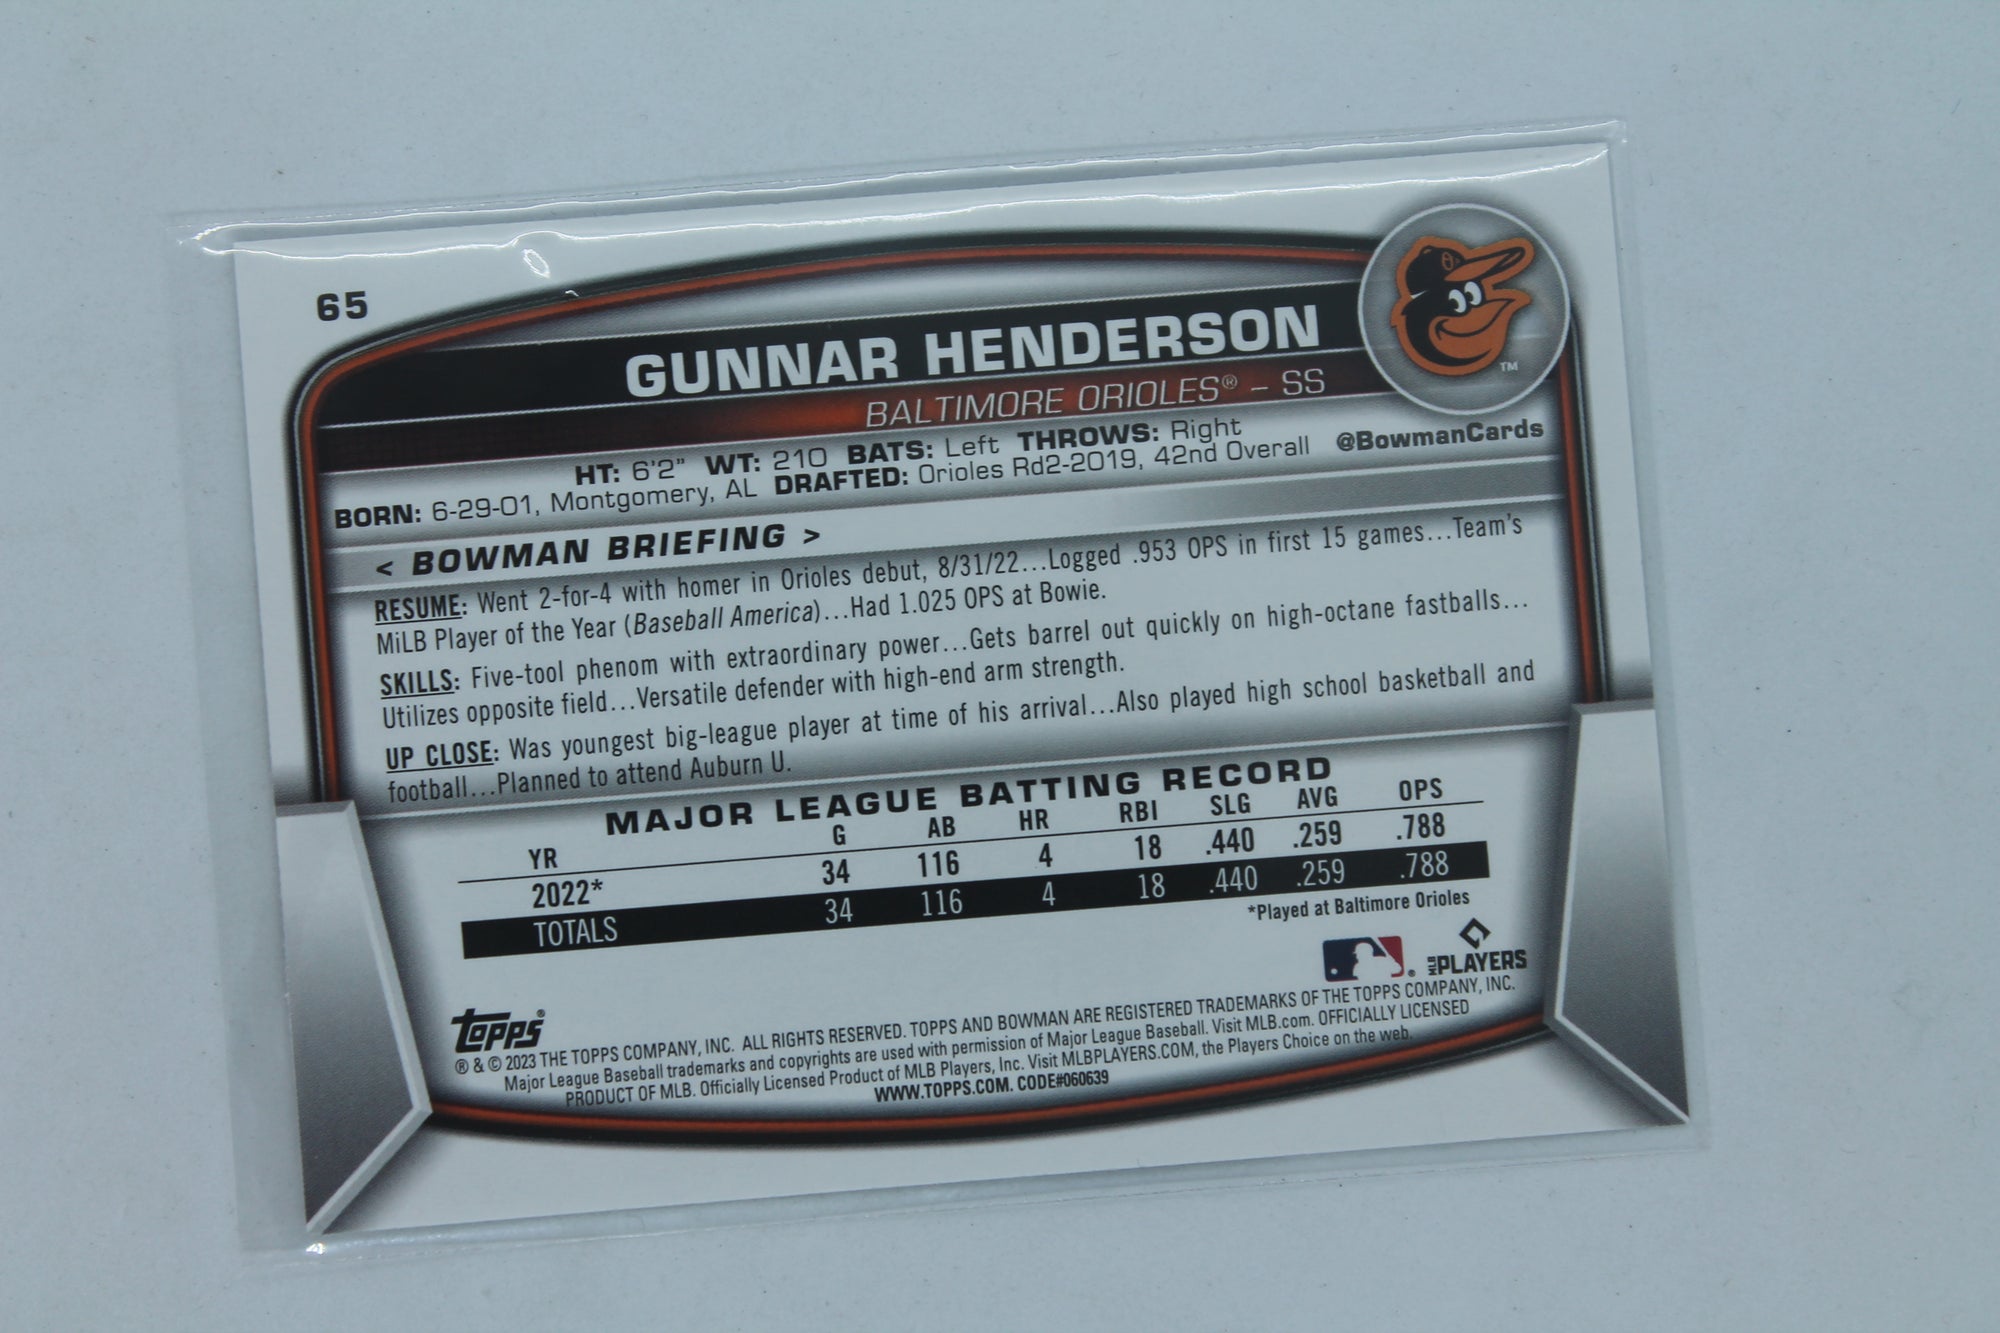 65
GUNNAR HENDERSON
BALTIMORE ORIOLES® – SS
TM
HT: 6'2" WT: 210 BATS: Left THROWS: Right
BORN: 6-29-01, Montgomery, AL DRAFTED: Orioles Rd2-2019, 42nd Overall
@BowmanCards
< BOWMAN BRIEFING >
RESUME: Went 2-for-4 with homer in Orioles debut, 8/31/22...Logged .953 OPS in first 15 games...Team's
MiLB Player of the Year (Baseball America)...Had 1.025 OPS at Bowie.
SKILLS: Five-tool phenom with extraordinary power...Gets barrel out quickly on high-octane fastballs...
Utilizes opposite field...Versatile defender with high-end arm strength.
UP CLOSE: Was youngest big-league player at time of his arrival...Also played high school basketball and
football...Planned to attend Auburn U.
MAJOR LEAGUE BATTING RECORD
YR G AB HR RBI SLG AVG OPS
2022* 34 116 4 18 .440 .259 .788
TOTALS 34 116 4 18 .440 .259 .788
*Played at Baltimore Orioles
MLB PLAYERS
Topps®
® & © 2023 THE TOPPS COMPANY, INC. ALL RIGHTS RESERVED. TOPPS AND BOWMAN ARE REGISTERED TRADEMARKS OF THE TOPPS COMPANY, INC.
Major League Baseball trademarks and copyrights are used with permission of Major League Baseball. Visit MLB.com. OFFICIALLY LICENSED
PRODUCT OF MLB. Officially Licensed Product of MLB Players, Inc. Visit MLBPLAYERS.COM, the Players Choice on the web.
WWW.TOPPS.COM. CODE#060639